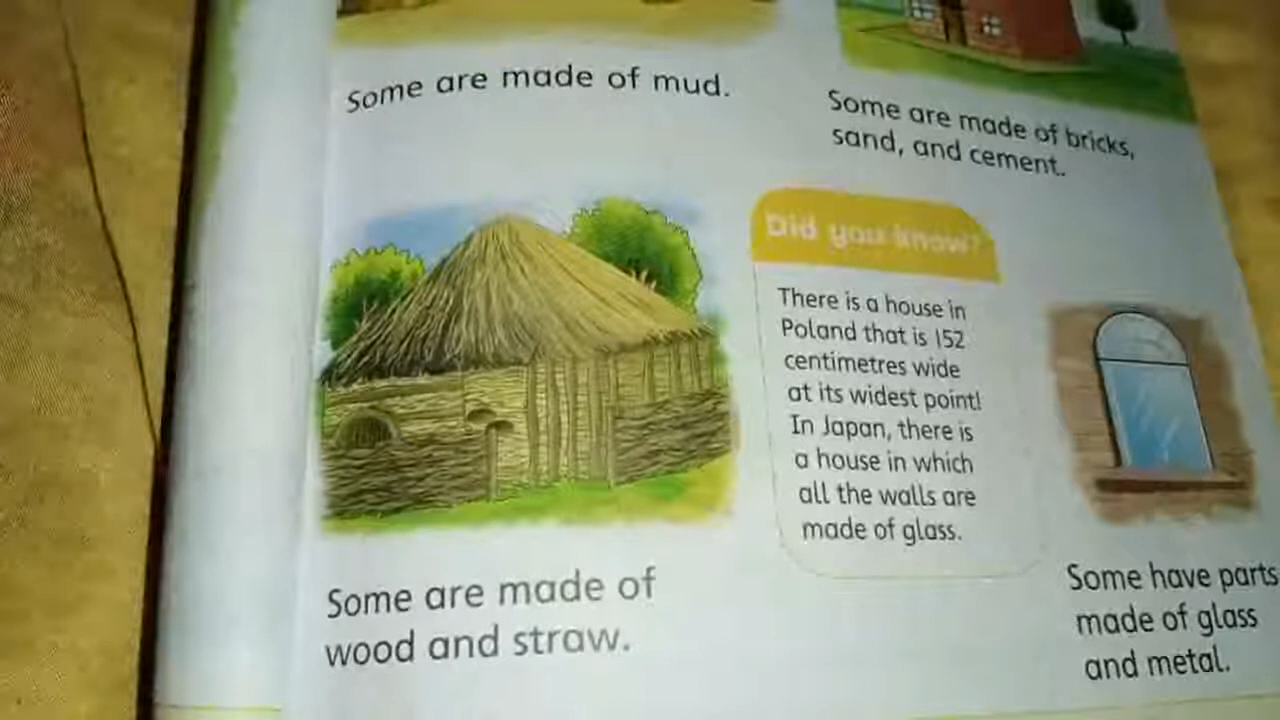 Some are made of mud.
Some are made of bricks,
sand, and cement.
Did you know?
There is a house in
Poland that is 152
centimetres wide
at its widest point!
In Japan, there is
a house in which
all the walls are
made of glass.
Some are made of
wood and straw.
Some have parts
made of glass
and metal.